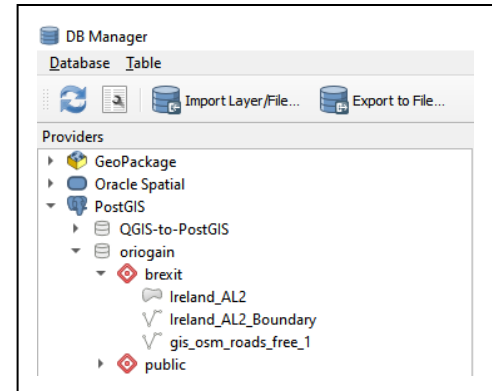 DB Manager
Database Table
Import Layer/File... Export to File...
Providers
GeoPackage
Oracle Spatial
PostGIS
QGIS-to-PostGIS
oriogain
brexit
Ireland_AL2
Ireland_AL2_Boundary
gis_osm_roads_free_1
public